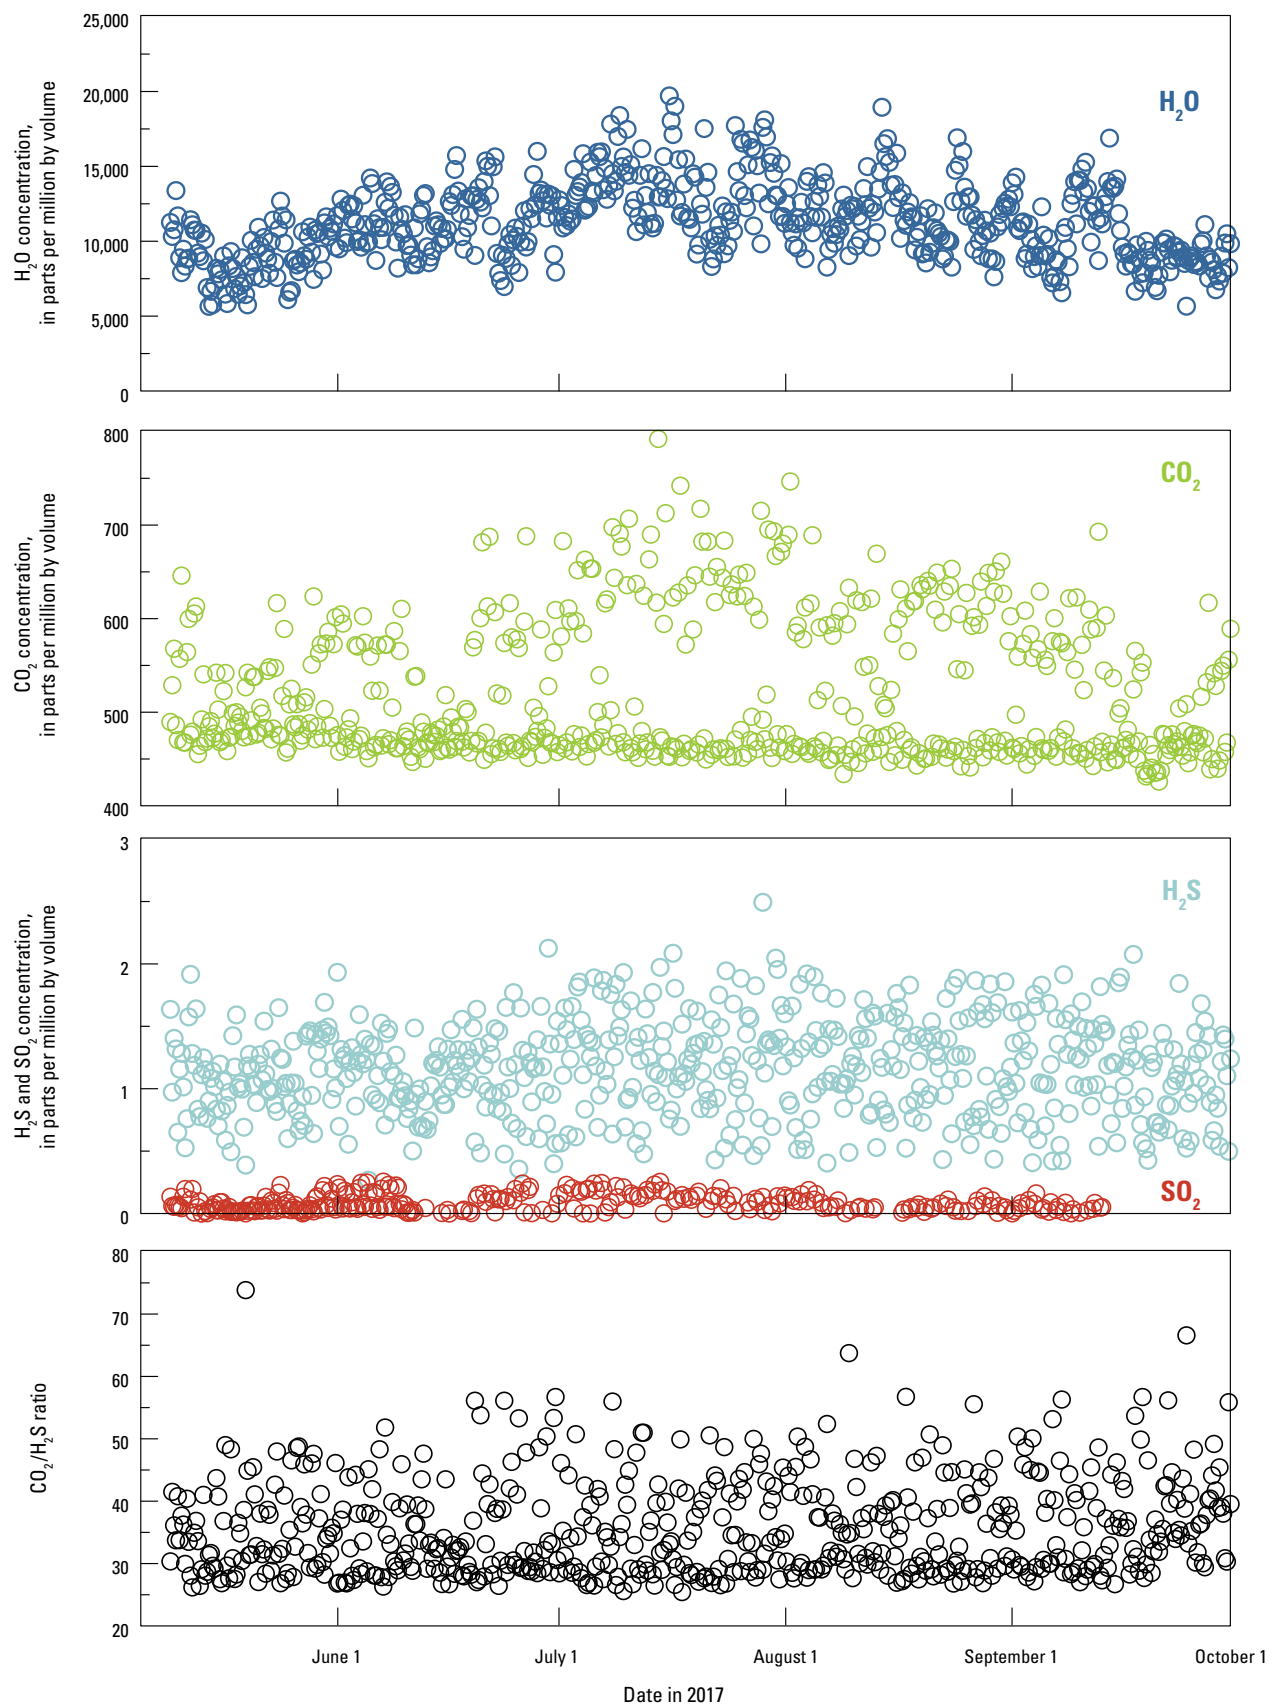 25,000
20,000
15,000
10,000
5,000
0
H₂O concentration,
in parts per million by volume
H₂O
800
700
600
500
400
CO₂ concentration,
in parts per million by volume
CO₂
3
2.5
2
1
0
H₂S and SO₂ concentration,
in parts per million by volume
H₂S
SO₂
80
70
60
50
40
30
20
CO₂/H₂S ratio
June 1
July 1
August 1
September 1
October 1
Date in 2017